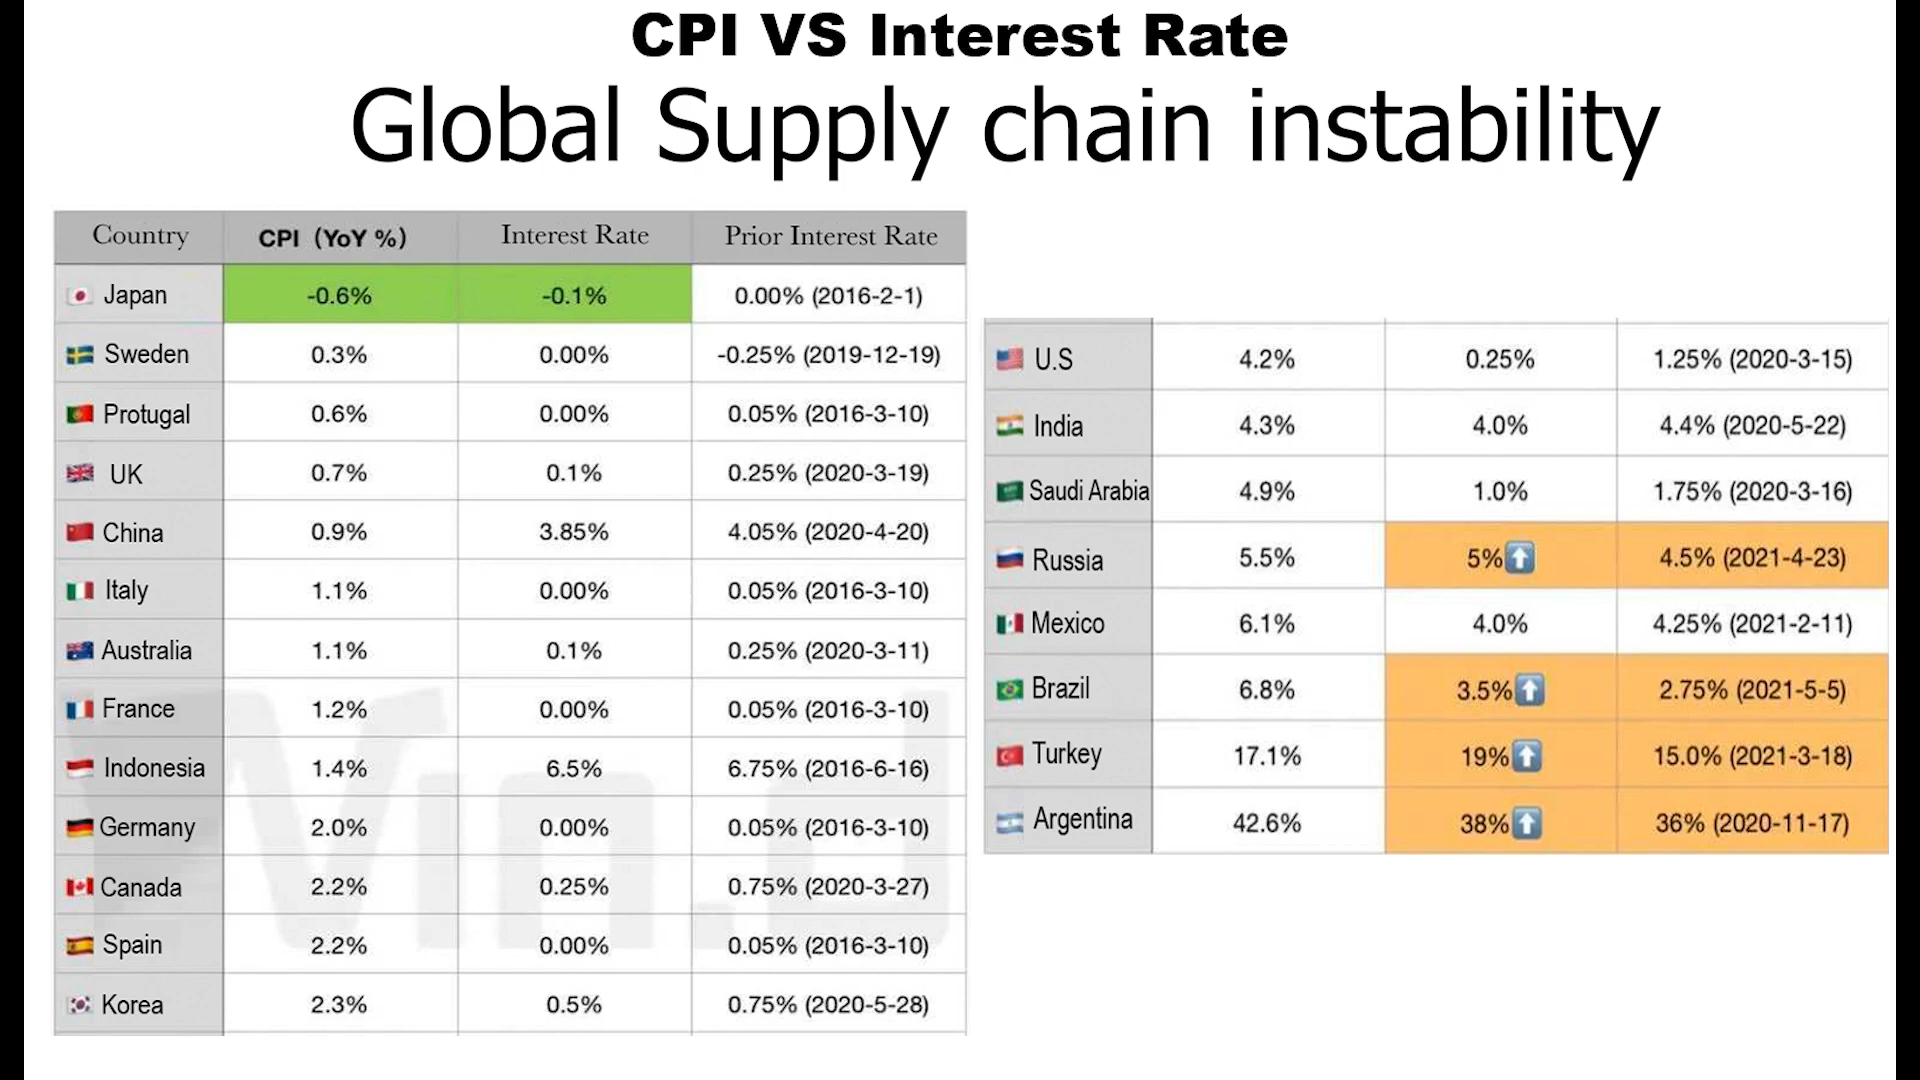 CPI VS Interest Rate
Global Supply chain instability
Country CPI (YoY %) Interest Rate Prior Interest Rate
Japan -0.6% -0.1% 0.00% (2016-2-1)
Sweden 0.3% 0.00% -0.25% (2019-12-19)
Protugal 0.6% 0.00% 0.05% (2016-3-10)
UK 0.7% 0.1% 0.25% (2020-3-19)
China 0.9% 3.85% 4.05% (2020-4-20)
Italy 1.1% 0.00% 0.05% (2016-3-10)
Australia 1.1% 0.1% 0.25% (2020-3-11)
France 1.2% 0.00% 0.05% (2016-3-10)
Indonesia 1.4% 6.5% 6.75% (2016-6-16)
Germany 2.0% 0.00% 0.05% (2016-3-10)
Canada 2.2% 0.25% 0.75% (2020-3-27)
Spain 2.2% 0.00% 0.05% (2016-3-10)
Korea 2.3% 0.5% 0.75% (2020-5-28)
U.S 4.2% 0.25% 1.25% (2020-3-15)
India 4.3% 4.0% 4.4% (2020-5-22)
Saudi Arabia 4.9% 1.0% 1.75% (2020-3-16)
Russia 5.5% 5% 4.5% (2021-4-23)
Mexico 6.1% 4.0% 4.25% (2021-2-11)
Brazil 6.8% 3.5% 2.75% (2021-5-5)
Turkey 17.1% 19% 15.0% (2021-3-18)
Argentina 42.6% 38% 36% (2020-11-17)
Win.d